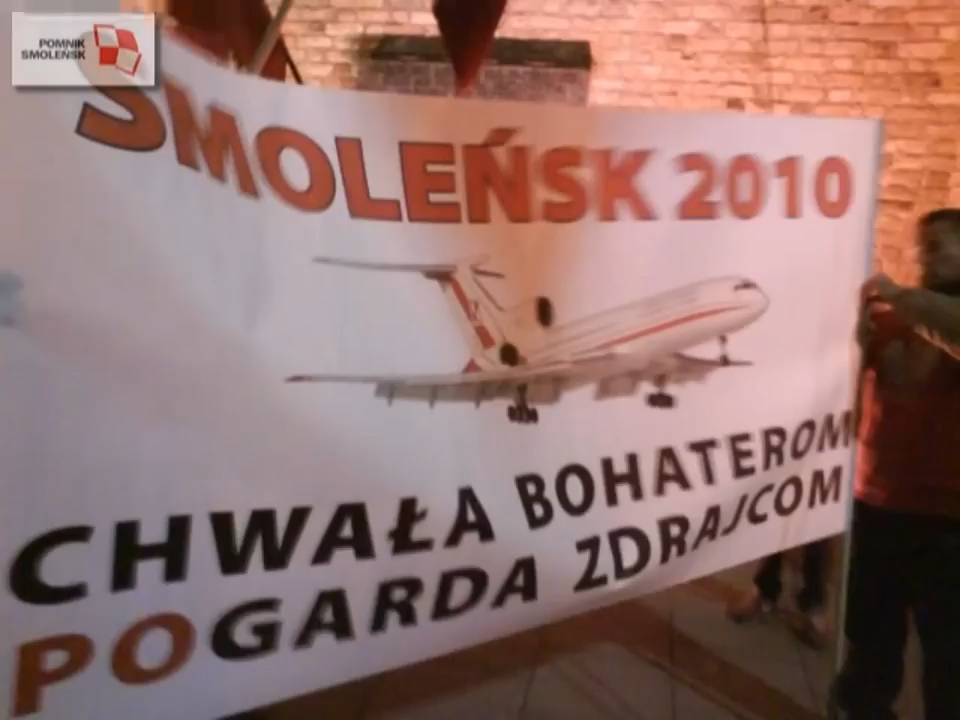 POMNIK
SMOLEŃSK
SMOLEŃSK 2010
CHWAŁA BOHATEROM
POGARDA ZDRAJCOM